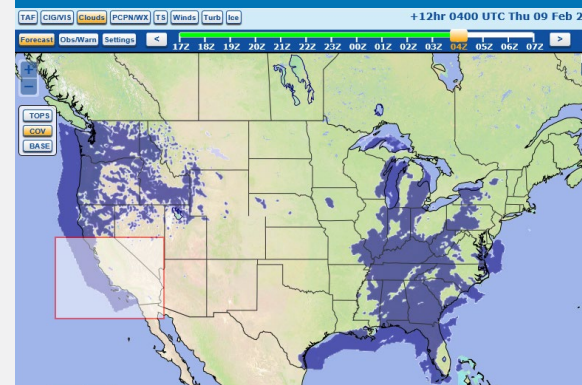 TAF CIG/VIS Clouds PCPN/WX TS Winds Turb Ice +12hr 0400 UTC Thu 09 Feb 2
Forecast Obs/Warn Settings < 17Z 18Z 19Z 20Z 21Z 22Z 23Z 00Z 01Z 02Z 03Z 04Z 05Z 06Z 07Z >
+
−
TOPS
COV
BASE